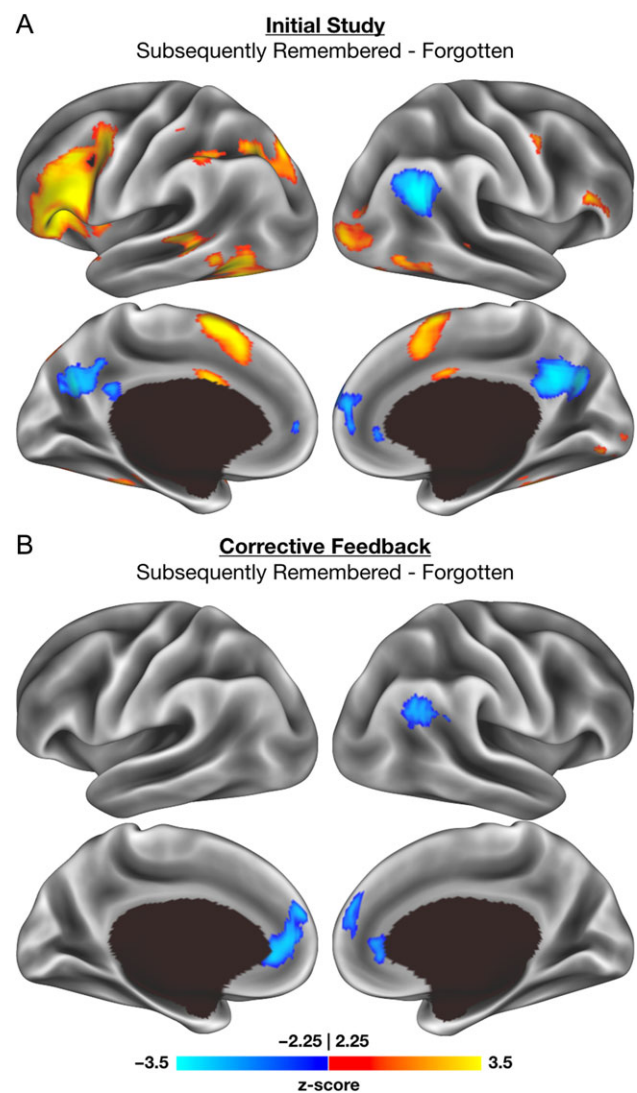 A
Initial Study
Subsequently Remembered - Forgotten
B
Corrective Feedback
Subsequently Remembered - Forgotten
−2.25 | 2.25
−3.5 3.5
z-score